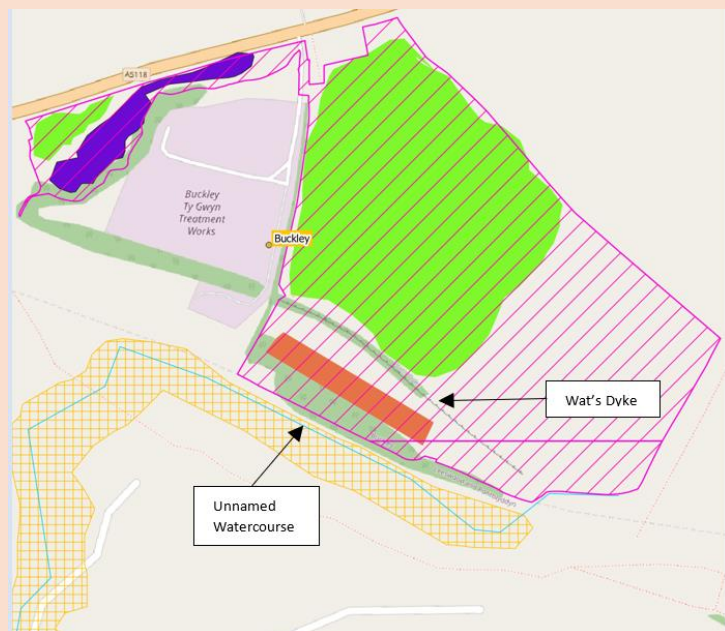 A5118
Buckley
Ty Gwyn
Treatment
Works
Buckley
Wat's Dyke
Unnamed
Watercourse